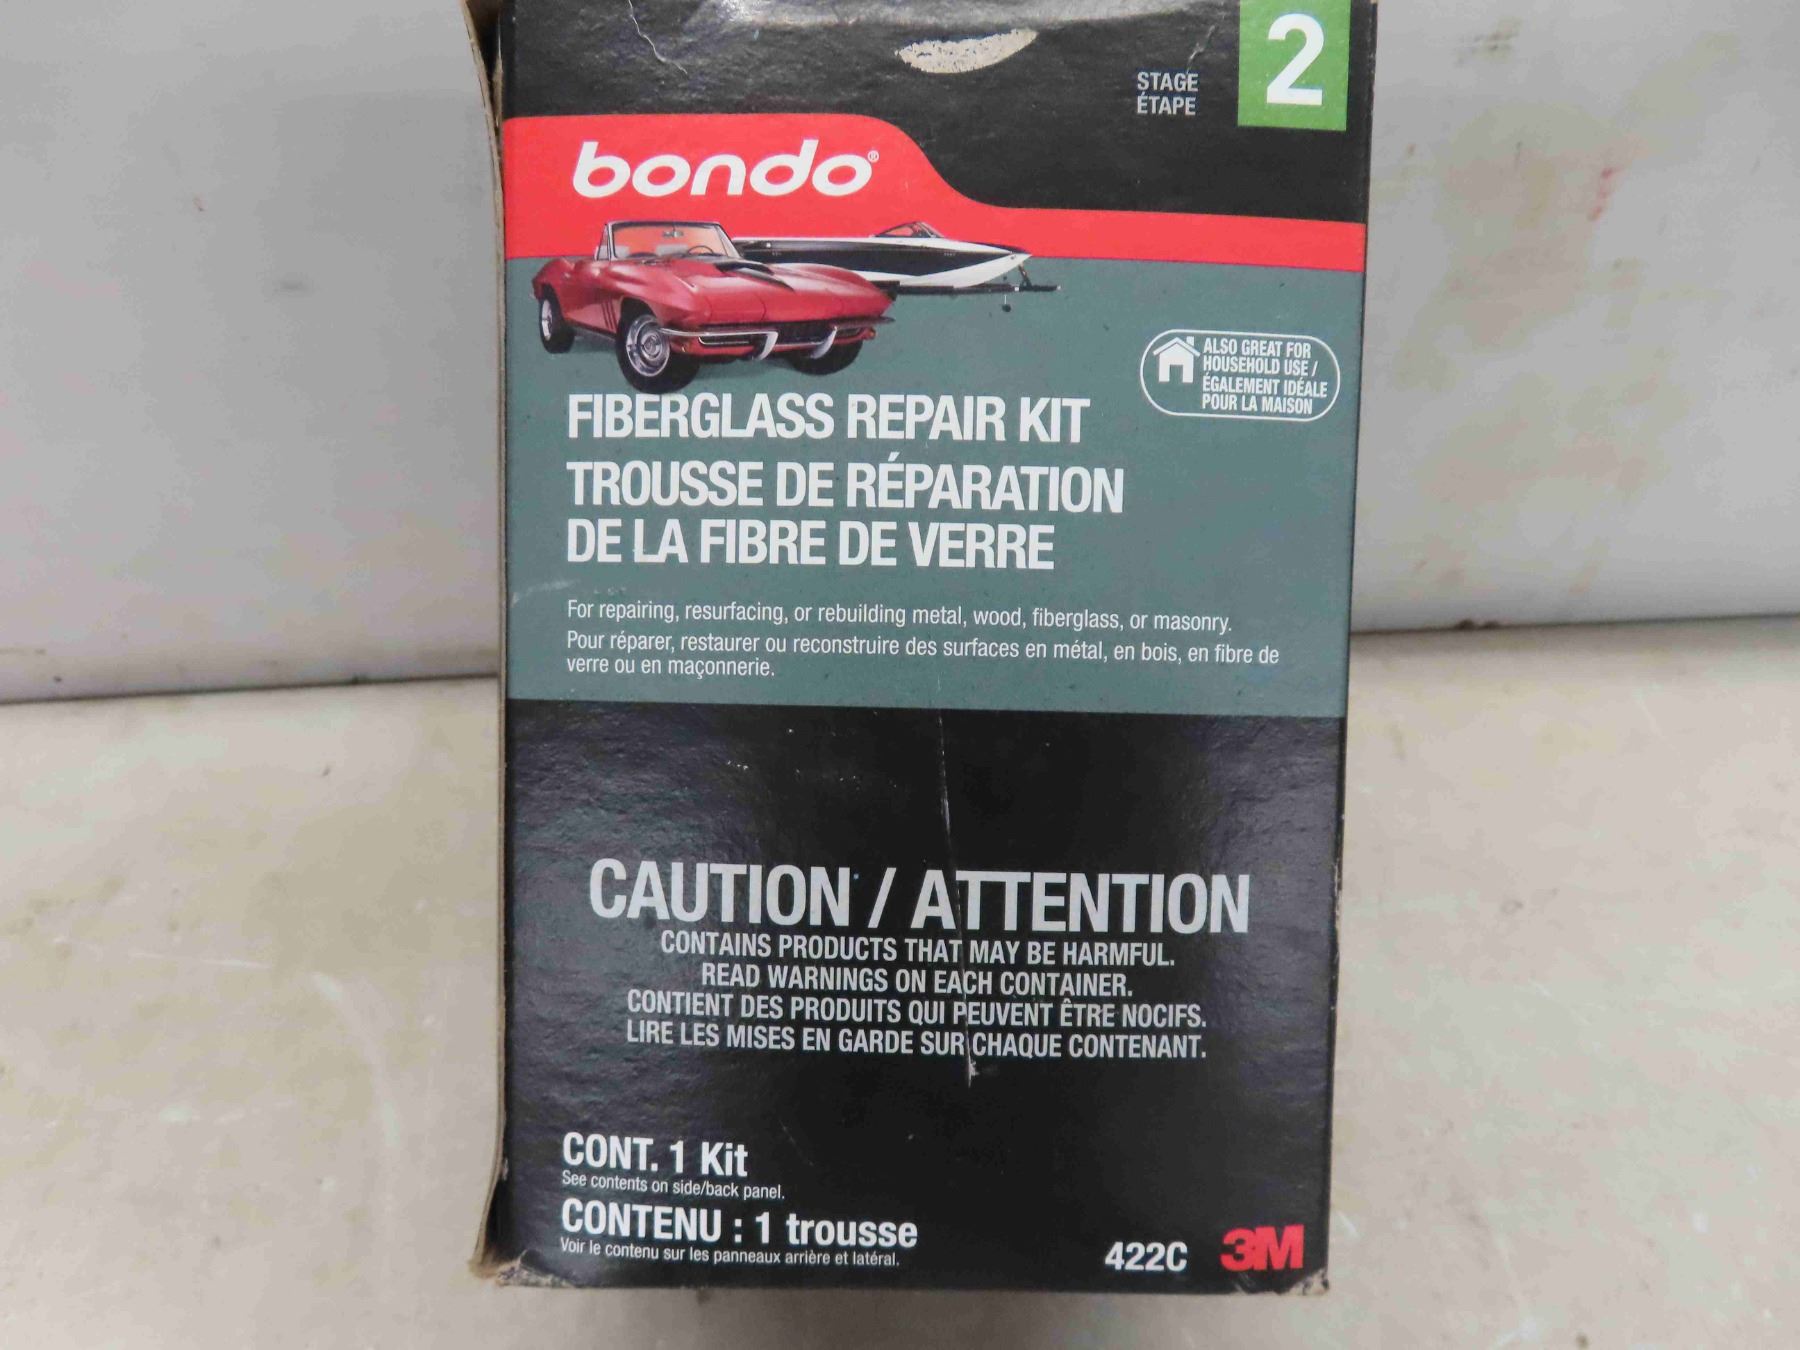 STAGE
ÉTAPE
2
bondo®
ALSO GREAT FOR
HOUSEHOLD USE /
ÉGALEMENT IDÉALE
POUR LA MAISON
FIBERGLASS REPAIR KIT
TROUSSE DE RÉPARATION
DE LA FIBRE DE VERRE
For repairing, resurfacing, or rebuilding metal, wood, fiberglass, or masonry.
Pour réparer, restaurer ou reconstruire des surfaces en métal, en bois, en fibre de
verre ou en maçonnerie.
CAUTION / ATTENTION
CONTAINS PRODUCTS THAT MAY BE HARMFUL.
READ WARNINGS ON EACH CONTAINER.
CONTIENT DES PRODUITS QUI PEUVENT ÊTRE NOCIFS.
LIRE LES MISES EN GARDE SUR CHAQUE CONTENANT.
CONT. 1 Kit
See contents on side/back panel.
CONTENU : 1 trousse
Voir le contenu sur les panneaux arrière et latéral.
422C
3M